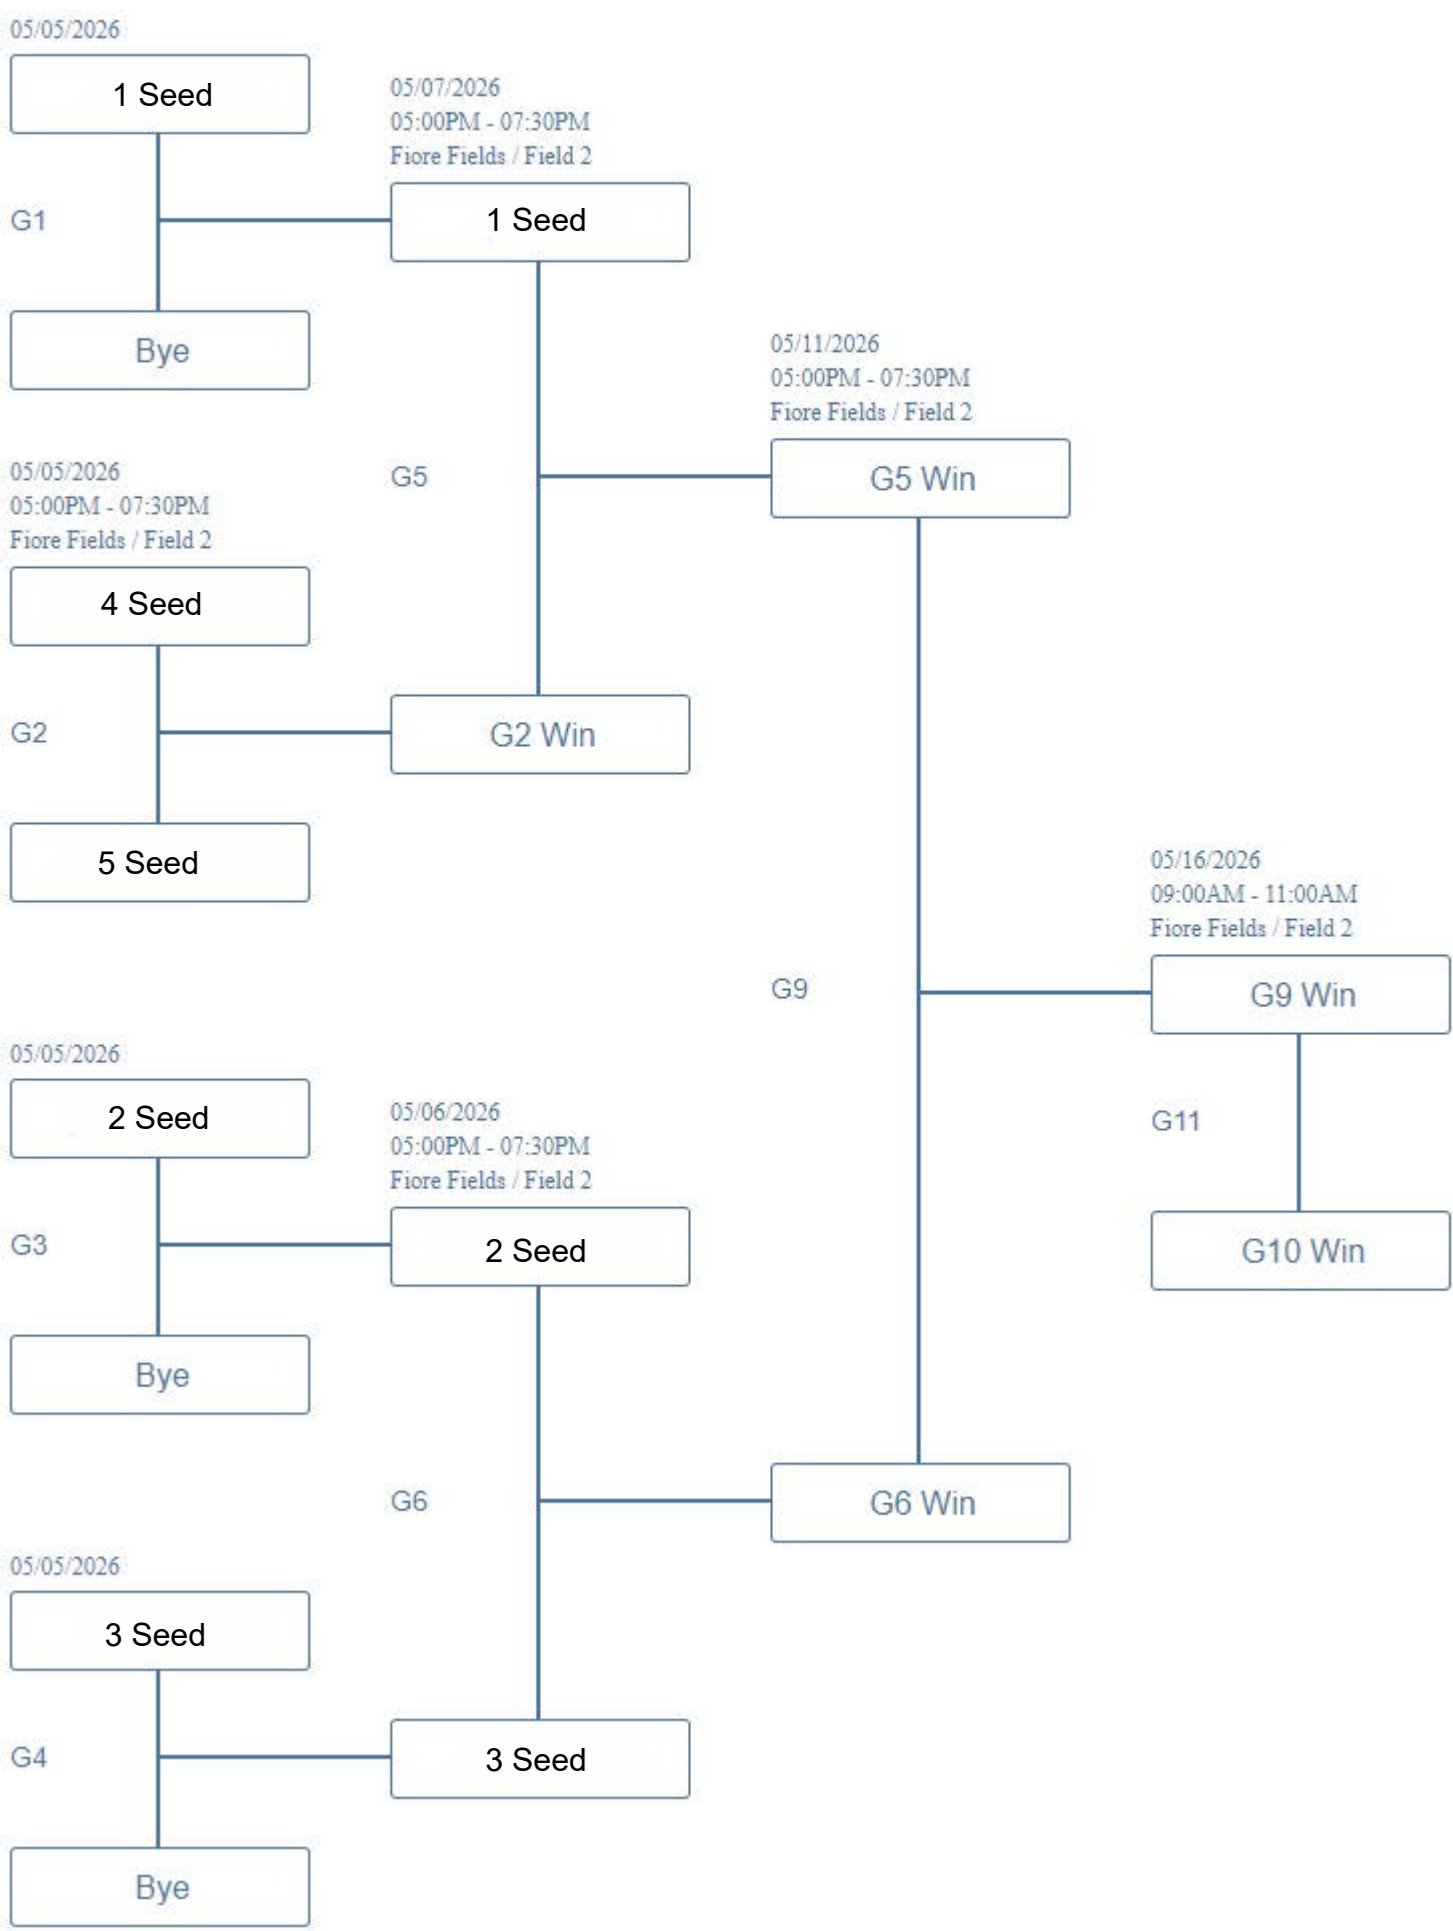 05/05/2026
1 Seed
G1
Bye
05/05/2026
05:00PM - 07:30PM
Fiore Fields / Field 2
4 Seed
G2
5 Seed
05/05/2026
2 Seed
G3
Bye
05/05/2026
3 Seed
G4
Bye
05/07/2026
05:00PM - 07:30PM
Fiore Fields / Field 2
1 Seed
G5
G2 Win
05/06/2026
05:00PM - 07:30PM
Fiore Fields / Field 2
2 Seed
G6
3 Seed
05/11/2026
05:00PM - 07:30PM
Fiore Fields / Field 2
G5 Win
G9
G6 Win
05/16/2026
09:00AM - 11:00AM
Fiore Fields / Field 2
G9 Win
G11
G10 Win